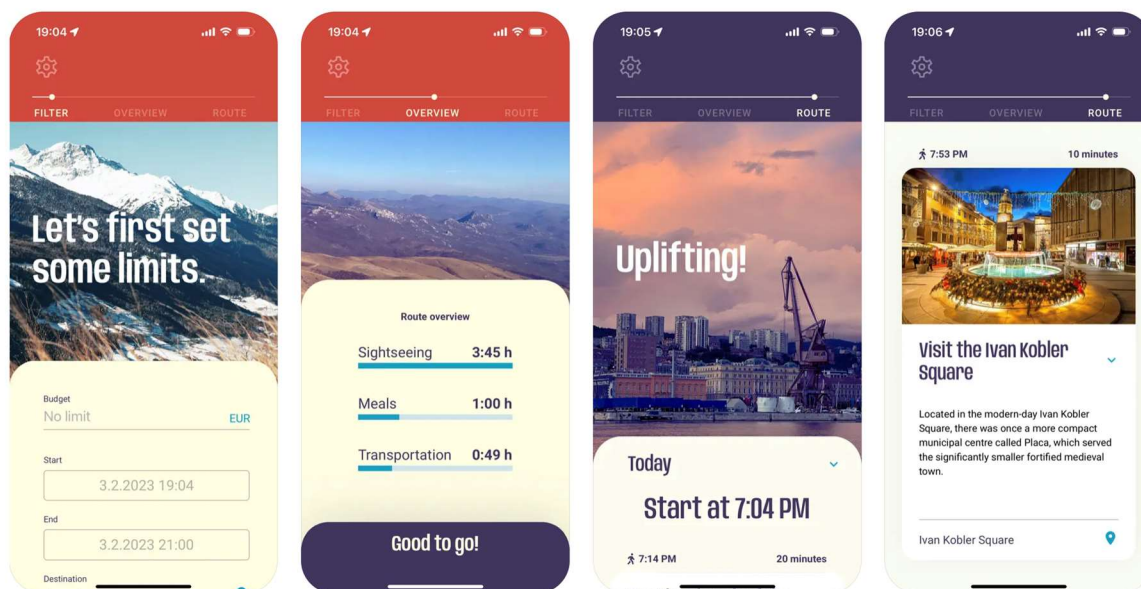 19:04
FILTER OVERVIEW ROUTE
Let's first set
some limits.
Budget
No limit EUR
Start
3.2.2023 19:04
End
3.2.2023 21:00
Destination
19:04
FILTER OVERVIEW ROUTE
Route overview
Sightseeing 3:45 h
Meals 1:00 h
Transportation 0:49 h
Good to go!
19:05
FILTER OVERVIEW ROUTE
Uplifting!
Today
Start at 7:04 PM
7:14 PM 20 minutes
19:06
FILTER OVERVIEW ROUTE
7:53 PM 10 minutes
Visit the Ivan Kobler
Square
Located in the modern-day Ivan Kobler
Square, there was once a more compact
municipal centre called Placa, which served
the significantly smaller fortified medieval
town.
Ivan Kobler Square